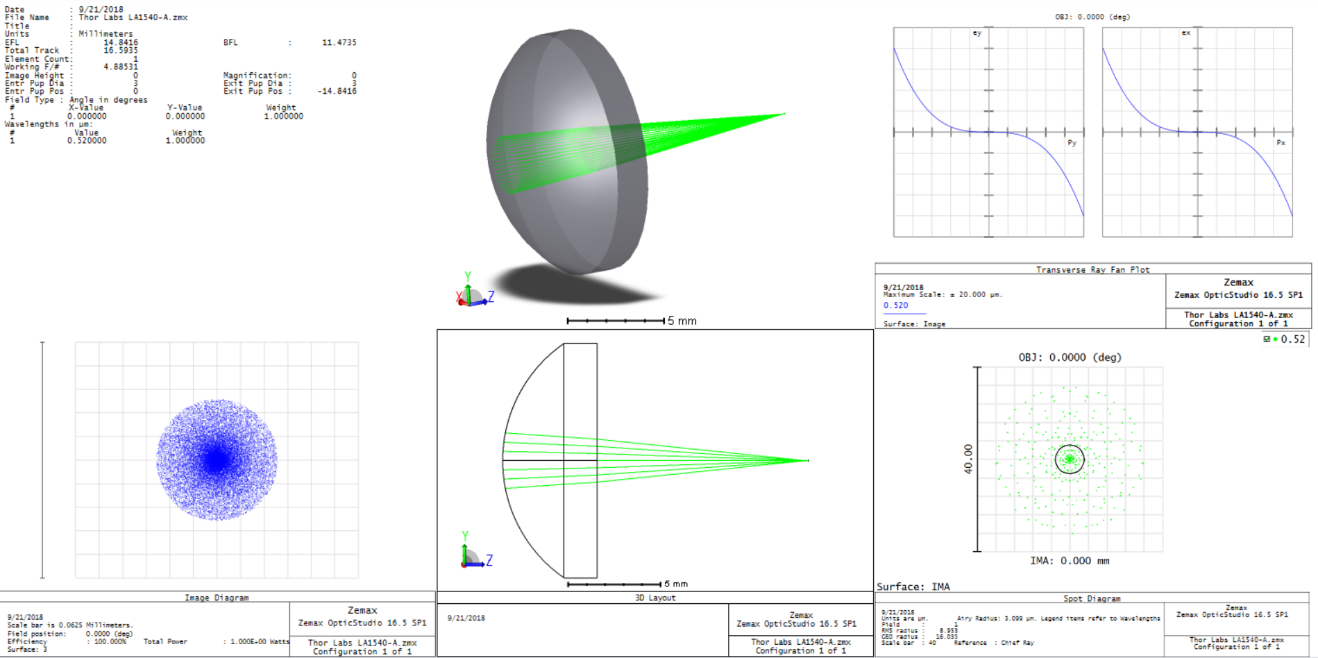 Date : 9/21/2018
File Name : Thor Labs LA1540-A.zmx
Title :
Units : Millimeters
EFL : 14.8416 BFL : 11.4735
Total Track : 16.5935
Element Count: 1
Working F/# : 4.88531
Image Height : 0 Magnification: 0
Entr Pup Dia : 3 Exit Pup Dia : 3
Entr Pup Pos : 0 Exit Pup Pos : -14.8416
Field Type : Angle in degrees
# X-Value Y-Value Weight
1 0.000000 0.000000 1.000000
Wavelengths in µm:
# Value Weight
1 0.520000 1.000000
Y
X
Z
5 mm
OBJ: 0.0000 (deg)
ey
Py
ex
Px
Transverse Ray Fan Plot
9/21/2018
Maximum Scale: ± 20.000 µm.
0.520
Surface: Image
Zemax
Zemax OpticStudio 16.5 SP1
Thor Labs LA1540-A.zmx
Configuration 1 of 1
Image Diagram
9/21/2018
Scale bar is 0.0625 Millimeters.
Field position: 0.0000 (deg)
Efficiency : 100.000% Total Power : 1.000E+00 Watts
Surface: 3
Zemax
Zemax OpticStudio 16.5 SP1
Thor Labs LA1540-A.zmx
Configuration 1 of 1
Y
Z
5 mm
3D Layout
9/21/2018
Zemax
Zemax OpticStudio 16.5 SP1
Thor Labs LA1540-A.zmx
Configuration 1 of 1
0.52
OBJ: 0.0000 (deg)
40.00
IMA: 0.000 mm
Surface: IMA
Spot Diagram
9/21/2018
Units are µm. Airy Radius: 3.099 µm. Legend items refer to Wavelengths
Field : 1
RMS radius : 8.953
GEO radius : 16.033
Scale bar : 40 Reference : Chief Ray
Zemax
Zemax OpticStudio 16.5 SP1
Thor Labs LA1540-A.zmx
Configuration 1 of 1